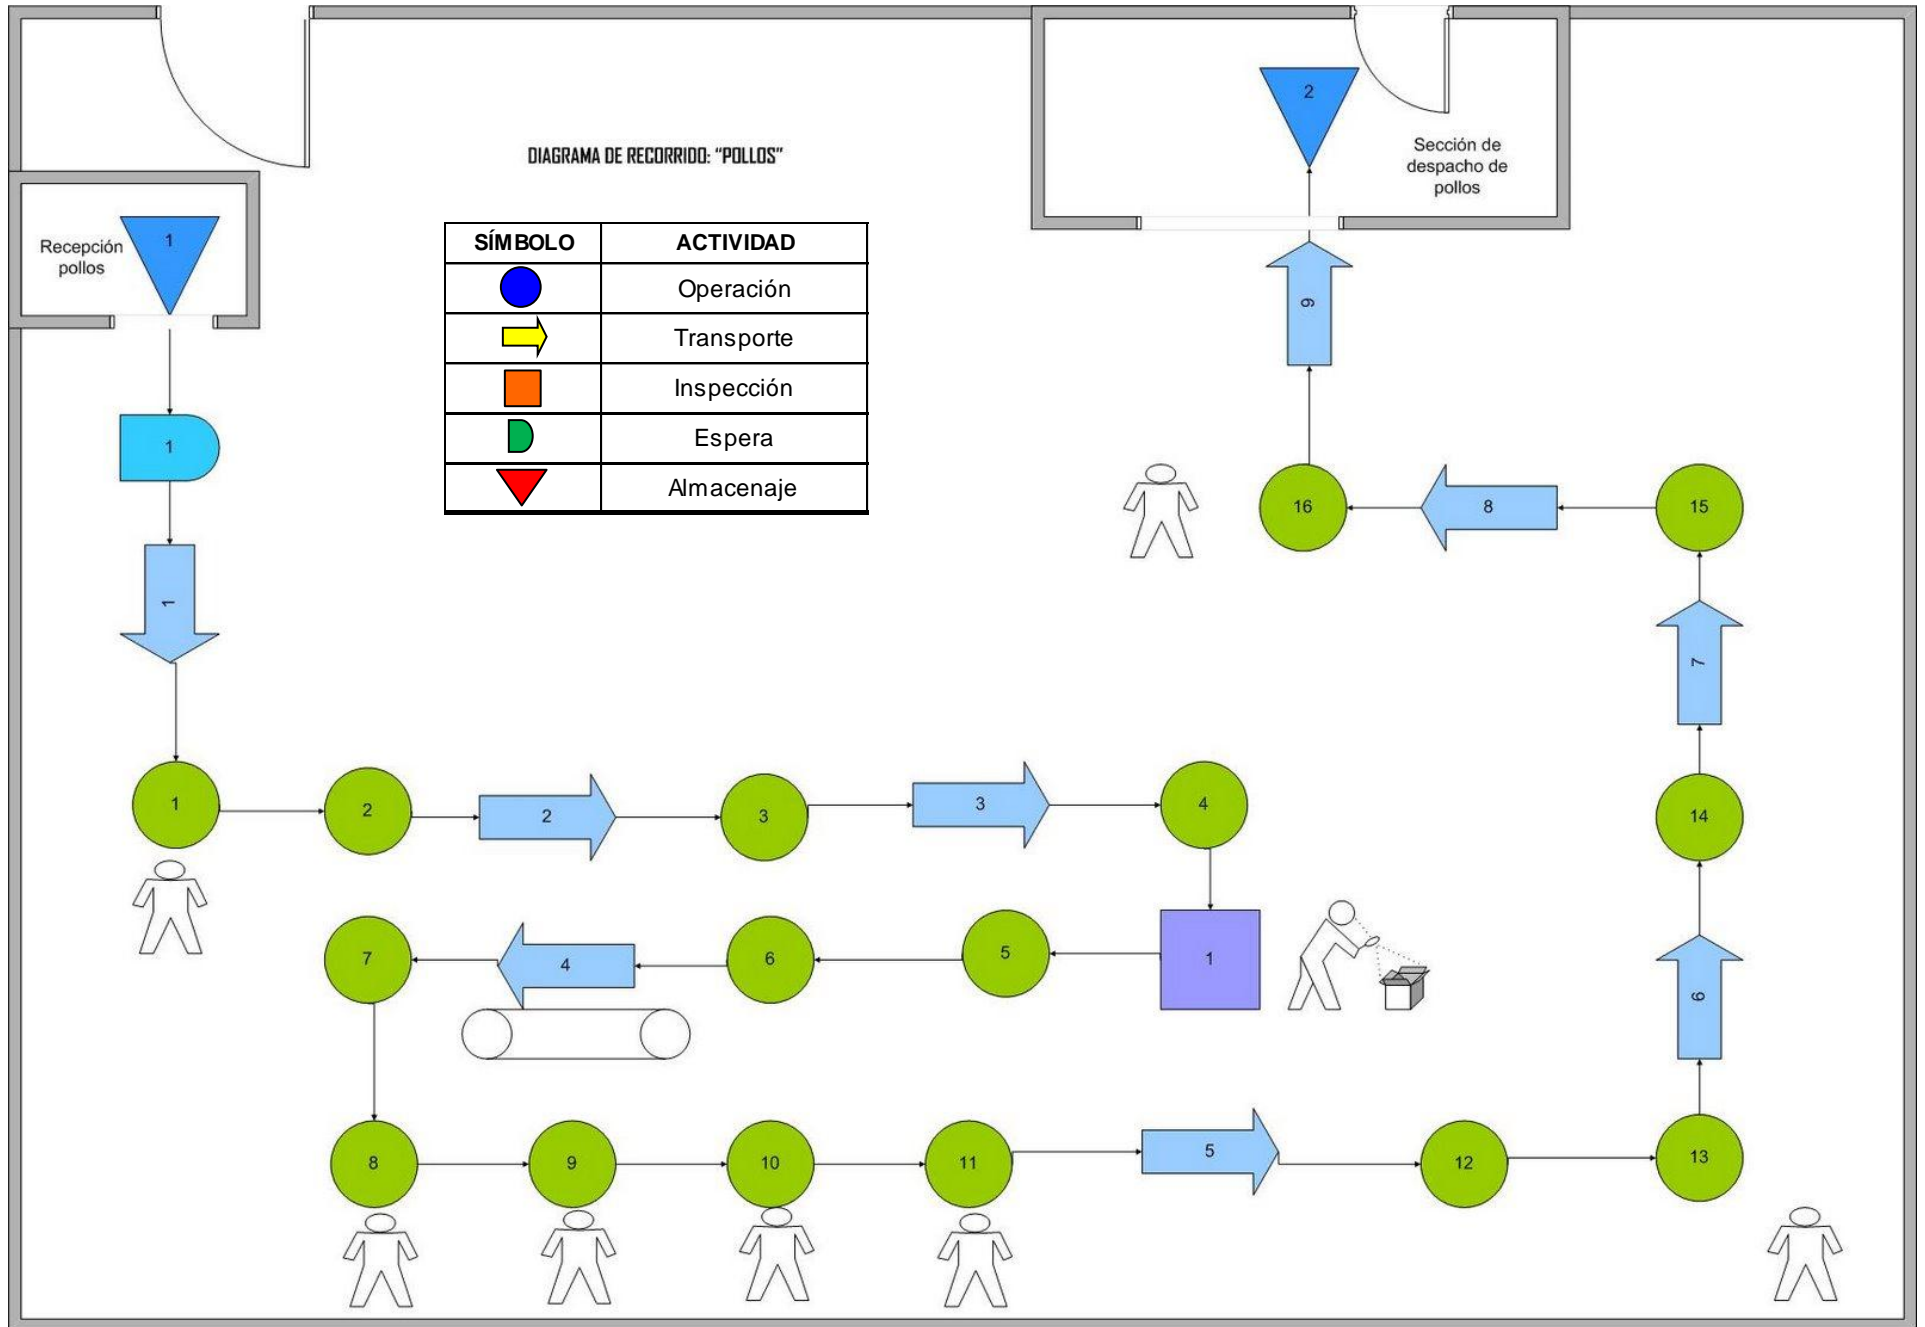 DIAGRAMA DE RECORRIDO: "POLLOS"
2
Sección de
despacho de
pollos
Recepción
pollos
1
SÍMBOLO ACTIVIDAD
Operación
Transporte
Inspección
Espera
Almacenaje
9
1
16
8
15
1
7
1
2
2
3
3
4
14
7
4
6
5
1
6
8
9
10
11
5
12
13